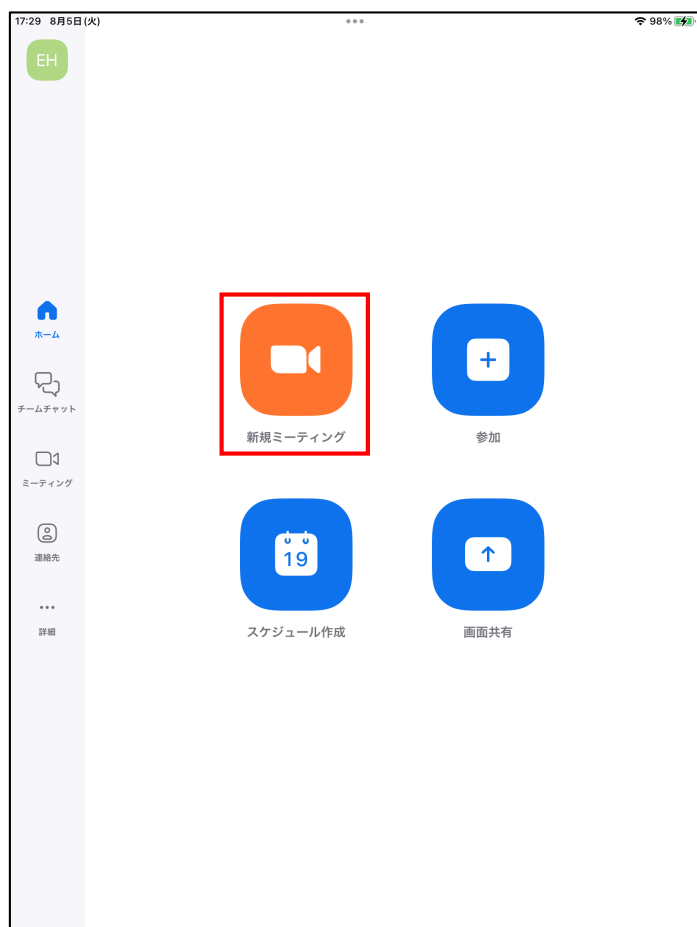 17:29 8月5日(火)
98%
EH
ホーム
チームチャット
ミーティング
連絡先
詳細
新規ミーティング
参加
19
スケジュール作成
画面共有